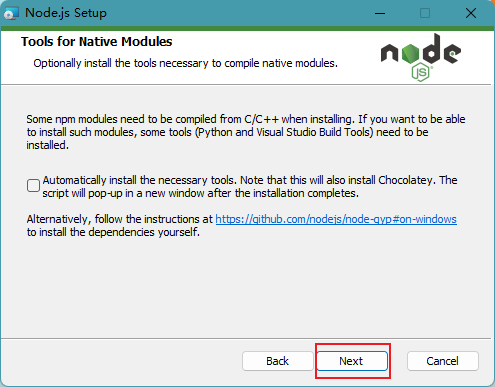 Node.js Setup
Tools for Native Modules
Optionally install the tools necessary to compile native modules.
node
JS
Some npm modules need to be compiled from C/C++ when installing. If you want to be able
to install such modules, some tools (Python and Visual Studio Build Tools) need to be
installed.
Automatically install the necessary tools. Note that this will also install Chocolatey. The
script will pop-up in a new window after the installation completes.
Alternatively, follow the instructions at https://github.com/nodejs/node-gyp#on-windows
to install the dependencies yourself.
Back
Next
Cancel